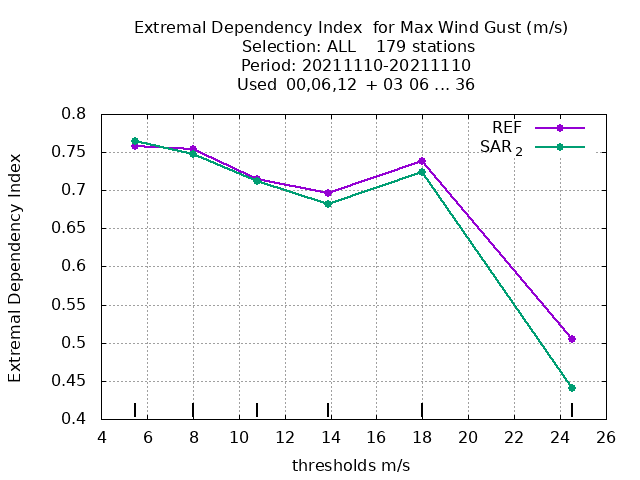 Extremal Dependency Index  for Max Wind Gust (m/s)
Selection: ALL    179 stations
Period: 20211110-20211110
Used  00,06,12  + 03 06 ... 36
REF
SAR 2
0.8
0.75
0.7
0.65
0.6
0.55
0.5
0.45
0.4
Extremal Dependency Index
4 6 8 10 12 14 16 18 20 22 24 26
thresholds m/s